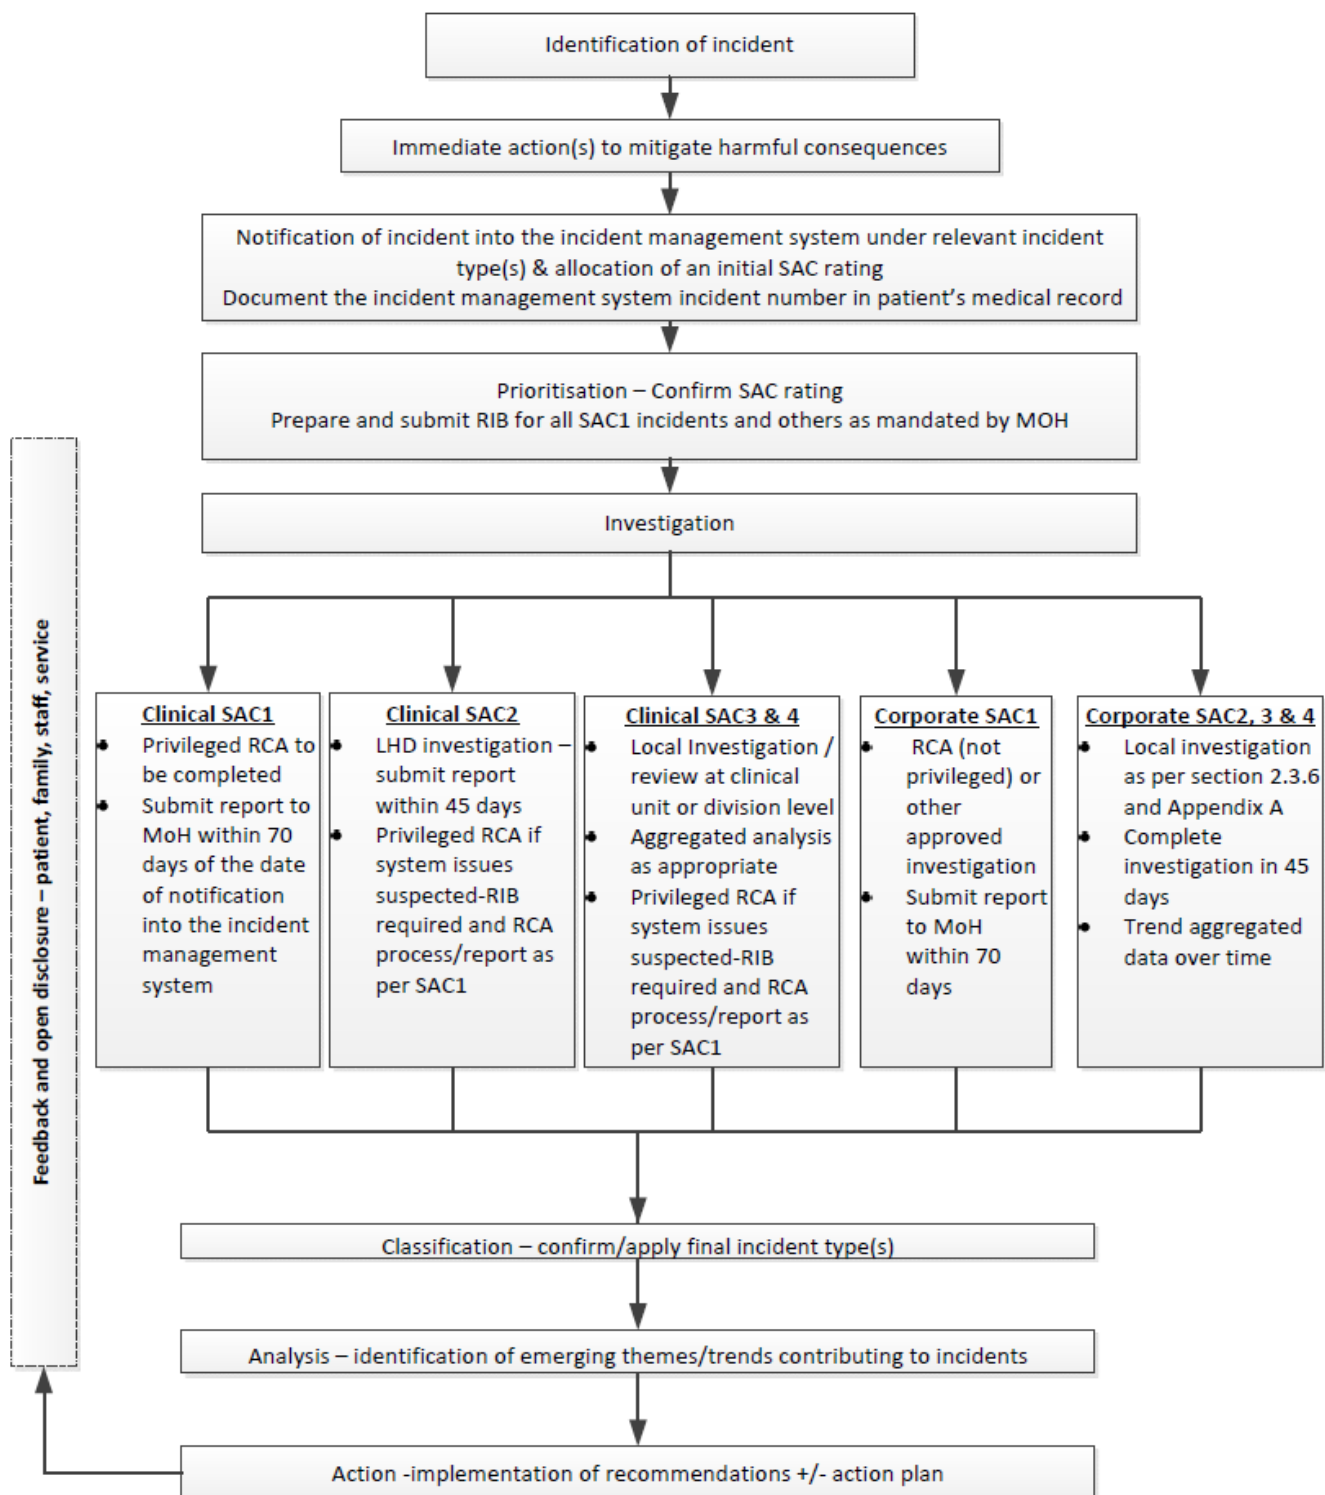 Identification of incident
Immediate action(s) to mitigate harmful consequences
Notification of incident into the incident management system under relevant incident
type(s) & allocation of an initial SAC rating
Document the incident management system incident number in patient’s medical record
Prioritisation – Confirm SAC rating
Prepare and submit RIB for all SAC1 incidents and others as mandated by MOH
Investigation
Feedback and open disclosure – patient, family, staff, service
Clinical SAC1
• Privileged RCA to
be completed
• Submit report to
MoH within 70
days of the date
of notification
into the incident
management
system
Clinical SAC2
• LHD investigation –
submit report
within 45 days
• Privileged RCA if
system issues
suspected-RIB
required and RCA
process/report as
per SAC1
Clinical SAC3 & 4
• Local Investigation /
review at clinical
unit or division level
• Aggregated analysis
as appropriate
• Privileged RCA if
system issues
suspected-RIB
required and RCA
process/report as
per SAC1
Corporate SAC1
• RCA (not
privileged) or
other
approved
investigation
• Submit report
to MoH
within 70
days
Corporate SAC2, 3 & 4
• Local investigation
as per section 2.3.6
and Appendix A
• Complete
investigation in 45
days
• Trend aggregated
data over time
Classification – confirm/apply final incident type(s)
Analysis – identification of emerging themes/trends contributing to incidents
Action -implementation of recommendations +/- action plan